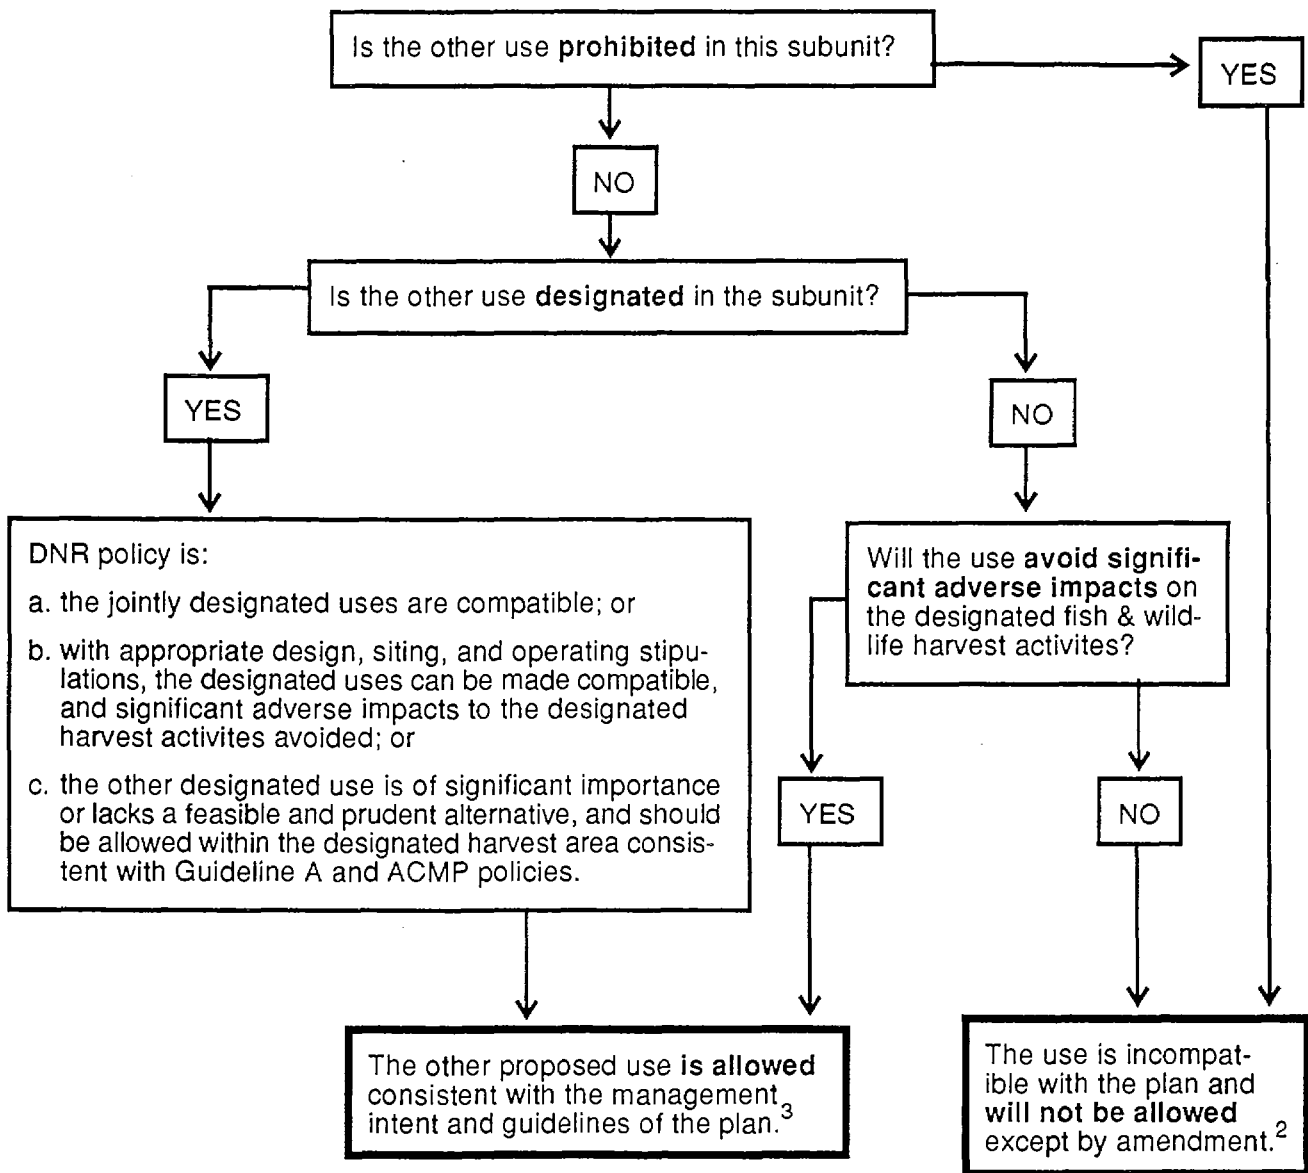 Is the other use prohibited in this subunit?
YES
NO
Is the other use designated in the subunit?
YES
NO
DNR policy is:
a. the jointly designated uses are compatible; or
b. with appropriate design, siting, and operating stipu-
lations, the designated uses can be made compatible,
and significant adverse impacts to the designated
harvest activites avoided; or
c. the other designated use is of significant importance
or lacks a feasible and prudent alternative, and should
be allowed within the designated harvest area consis-
tent with Guideline A and ACMP policies.
Will the use avoid signifi-
cant adverse impacts on
the designated fish & wild-
life harvest activites?
YES
NO
The other proposed use is allowed
consistent with the management
intent and guidelines of the plan.3
The use is incompat-
ible with the plan and
will not be allowed
except by amendment.2